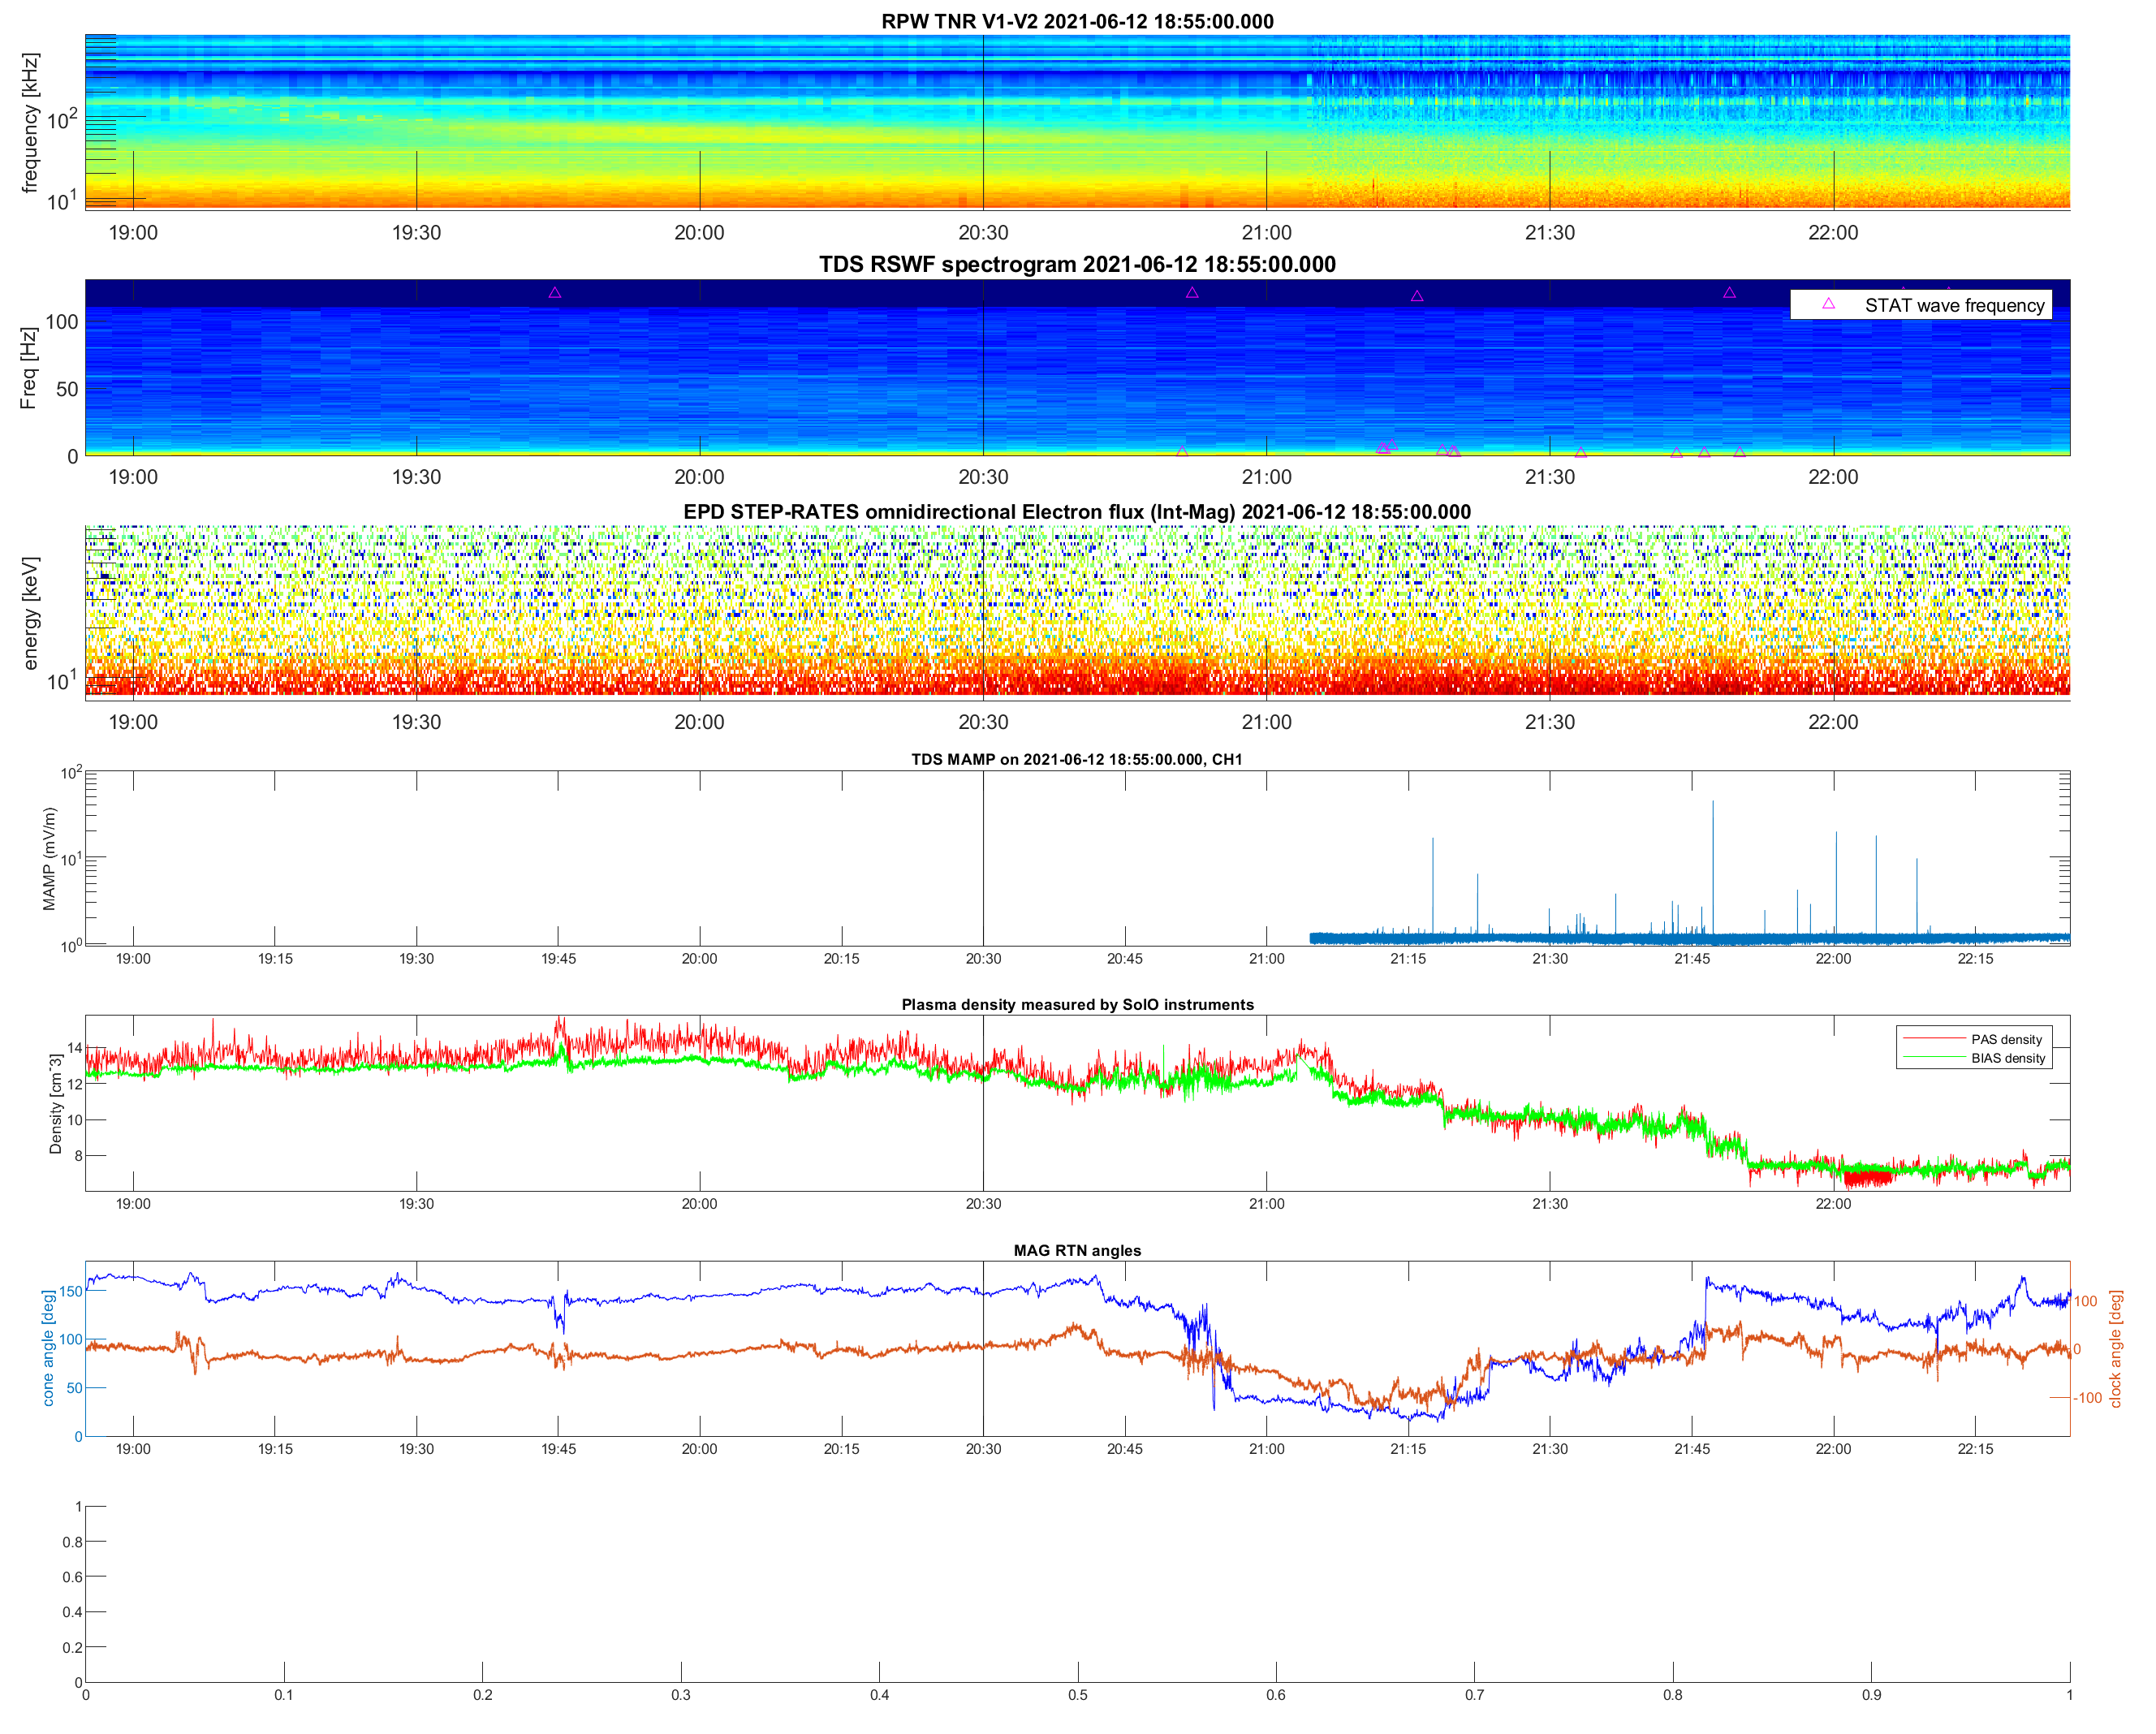 RPW TNR V1-V2 2021-06-12 18:55:00.000
frequency [kHz]
10^2
10^1
19:00 19:30 20:00 20:30 21:00 21:30 22:00
TDS RSWF spectrogram 2021-06-12 18:55:00.000
STAT wave frequency
Freq [Hz]
100
50
0
19:00 19:30 20:00 20:30 21:00 21:30 22:00
EPD STEP-RATES omnidirectional Electron flux (Int-Mag) 2021-06-12 18:55:00.000
energy [keV]
10^1
19:00 19:30 20:00 20:30 21:00 21:30 22:00
TDS MAMP on 2021-06-12 18:55:00.000, CH1
MAMP (mV/m)
10^2
10^1
10^0
19:00 19:15 19:30 19:45 20:00 20:15 20:30 20:45 21:00 21:15 21:30 21:45 22:00 22:15
Plasma density measured by SolO instruments
PAS density
BIAS density
Density [cm^-3]
14
12
10
8
19:00 19:30 20:00 20:30 21:00 21:30 22:00
MAG RTN angles
cone angle [deg]
150
100
50
0
100
0
-100
clock angle [deg]
19:00 19:15 19:30 19:45 20:00 20:15 20:30 20:45 21:00 21:15 21:30 21:45 22:00 22:15
1
0.8
0.6
0.4
0.2
0
0 0.1 0.2 0.3 0.4 0.5 0.6 0.7 0.8 0.9 1